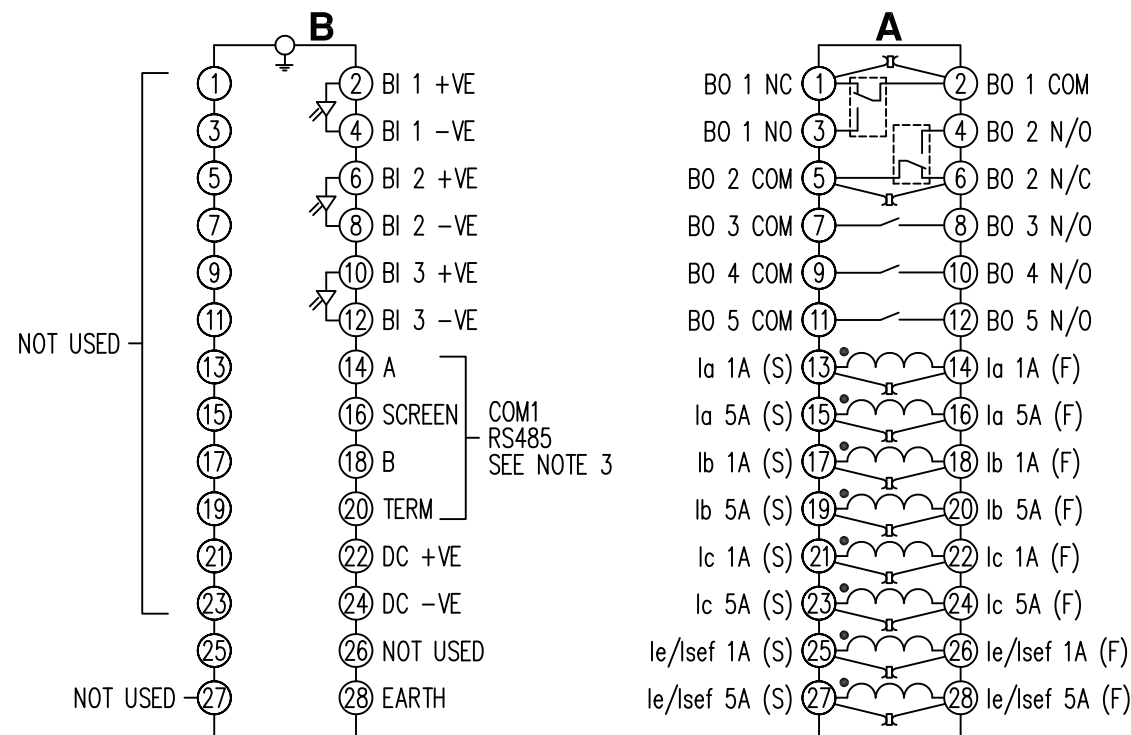 B
1 2 BI 1 +VE
3 4 BI 1 -VE
5 6 BI 2 +VE
7 8 BI 2 -VE
9 10 BI 3 +VE
11 12 BI 3 -VE
NOT USED
13 14 A
15 16 SCREEN
17 18 B
19 20 TERM
COM1
RS485
SEE NOTE 3
21 22 DC +VE
23 24 DC -VE
25 26 NOT USED
NOT USED 27 28 EARTH
A
BO 1 NC 1 2 BO 1 COM
BO 1 NO 3 4 BO 2 N/O
BO 2 COM 5 6 BO 2 N/C
BO 3 COM 7 8 BO 3 N/O
BO 4 COM 9 10 BO 4 N/O
BO 5 COM 11 12 BO 5 N/O
Ia 1A (S) 13 14 Ia 1A (F)
Ia 5A (S) 15 16 Ia 5A (F)
Ib 1A (S) 17 18 Ib 1A (F)
Ib 5A (S) 19 20 Ib 5A (F)
Ic 1A (S) 21 22 Ic 1A (F)
Ic 5A (S) 23 24 Ic 5A (F)
Ie/Isef 1A (S) 25 26 Ie/Isef 1A (F)
Ie/Isef 5A (S) 27 28 Ie/Isef 5A (F)